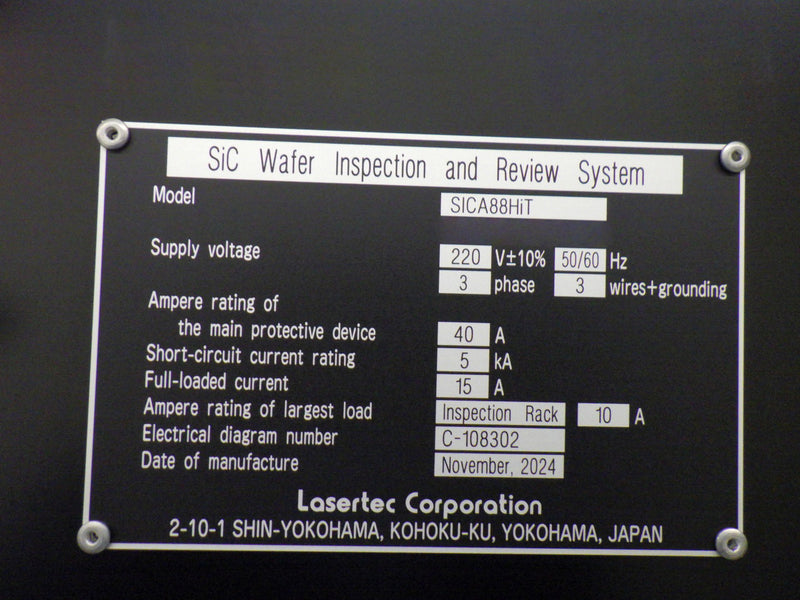 SiC Wafer Inspection and Review System
Model SICA88HiT
Supply voltage 220 V±10% 50/60 Hz
3 phase 3 wires+grounding
Ampere rating of
the main protective device 40 A
Short-circuit current rating 5 kA
Full-loaded current 15 A
Ampere rating of largest load Inspection Rack 10 A
Electrical diagram number C-108302
Date of manufacture November, 2024
Lasertec Corporation
2-10-1 SHIN-YOKOHAMA, KOHOKU-KU, YOKOHAMA, JAPAN